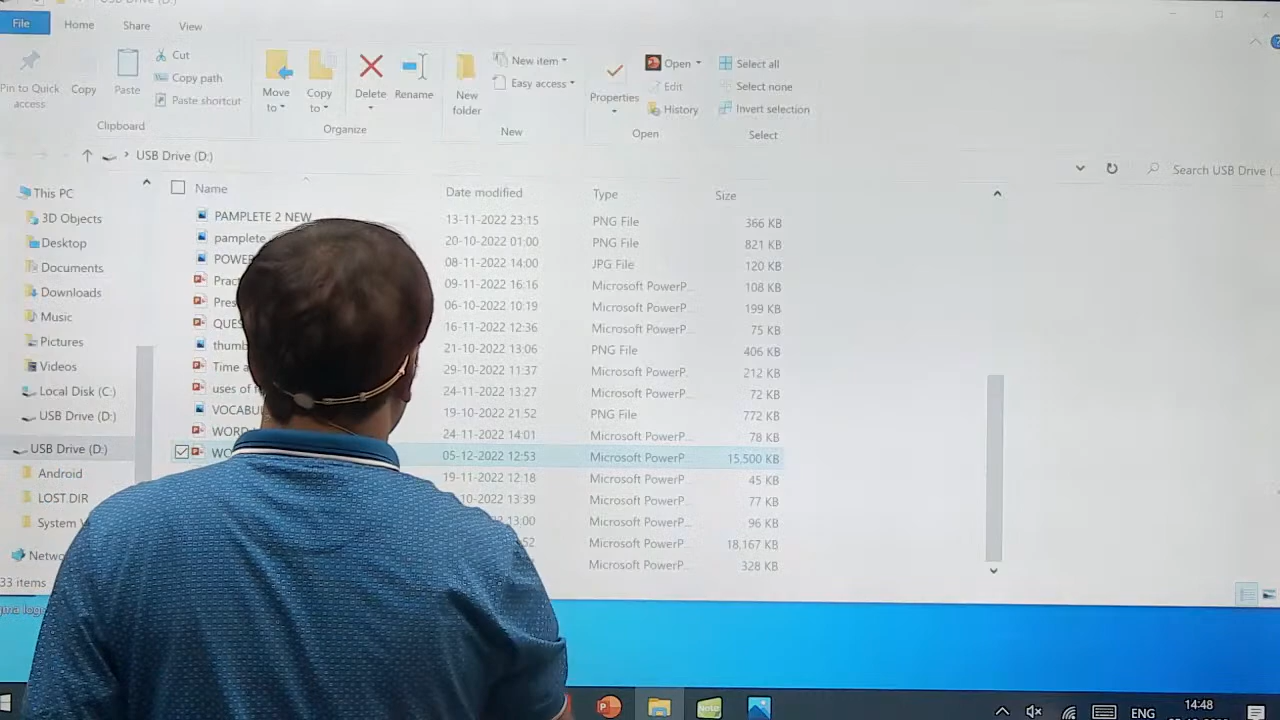 USB Drive (D:)
File Home Share View
Pin to Quick access
Copy
Paste
Cut
Copy path
Paste shortcut
Clipboard
Move to
Copy to
Delete
Rename
Organize
New folder
New item
Easy access
New
Properties
Open
Edit
History
Open
Select all
Select none
Invert selection
Select
USB Drive (D:)
Search USB Drive (
This PC
3D Objects
Desktop
Documents
Downloads
Music
Pictures
Videos
Local Disk (C:)
USB Drive (D:)
USB Drive (D:)
Android
LOST.DIR
System
33 items
Name Date modified Type Size
PAMPLETE 2 NEW 13-11-2022 23:15 PNG File 366 KB
pamplete 20-10-2022 01:00 PNG File 821 KB
08-11-2022 14:00 JPG File 120 KB
09-11-2022 16:16 Microsoft PowerP... 108 KB
06-10-2022 10:19 Microsoft PowerP... 199 KB
16-11-2022 12:36 Microsoft PowerP... 75 KB
21-10-2022 13:06 PNG File 406 KB
Time a 29-10-2022 11:37 Microsoft PowerP... 212 KB
uses of 24-11-2022 13:27 Microsoft PowerP... 72 KB
19-10-2022 21:52 PNG File 772 KB
WORD 24-11-2022 14:01 Microsoft PowerP... 78 KB
05-12-2022 12:53 Microsoft PowerP... 15,500 KB
19-11-2022 12:18 Microsoft PowerP... 45 KB
-10-2022 13:39 Microsoft PowerP... 77 KB
13:00 Microsoft PowerP... 96 KB
52 Microsoft PowerP... 18,167 KB
Microsoft PowerP... 328 KB
ENG
14:48